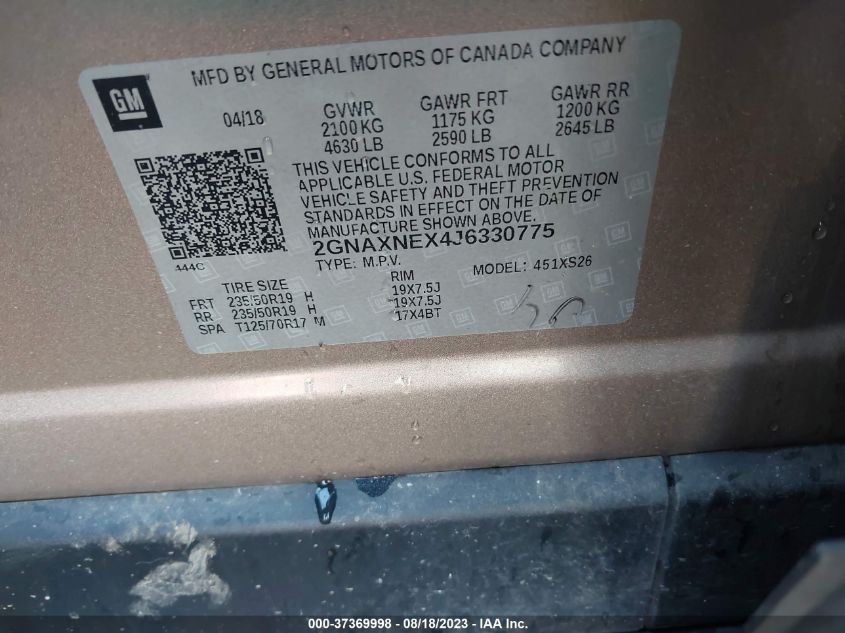 MFD BY GENERAL MOTORS OF CANADA COMPANY
GM
04/18 GVWR GAWR FRT GAWR RR
2100 KG 1175 KG 1200 KG
4630 LB 2590 LB 2645 LB
THIS VEHICLE CONFORMS TO ALL
APPLICABLE U.S. FEDERAL MOTOR
VEHICLE SAFETY AND THEFT PREVENTION
STANDARDS IN EFFECT ON THE DATE OF
MANUFACTURE SHOWN ABOVE.
2GNAXNEX4J6330775
444C TYPE: M.P.V. MODEL: 451XS26
TIRE SIZE RIM
FRT 235/50R19 H 19X7.5J
RR 235/50R19 H 19X7.5J
SPA T125/70R17 M 17X4BT
000-37369998 - 08/18/2023 - IAA Inc.